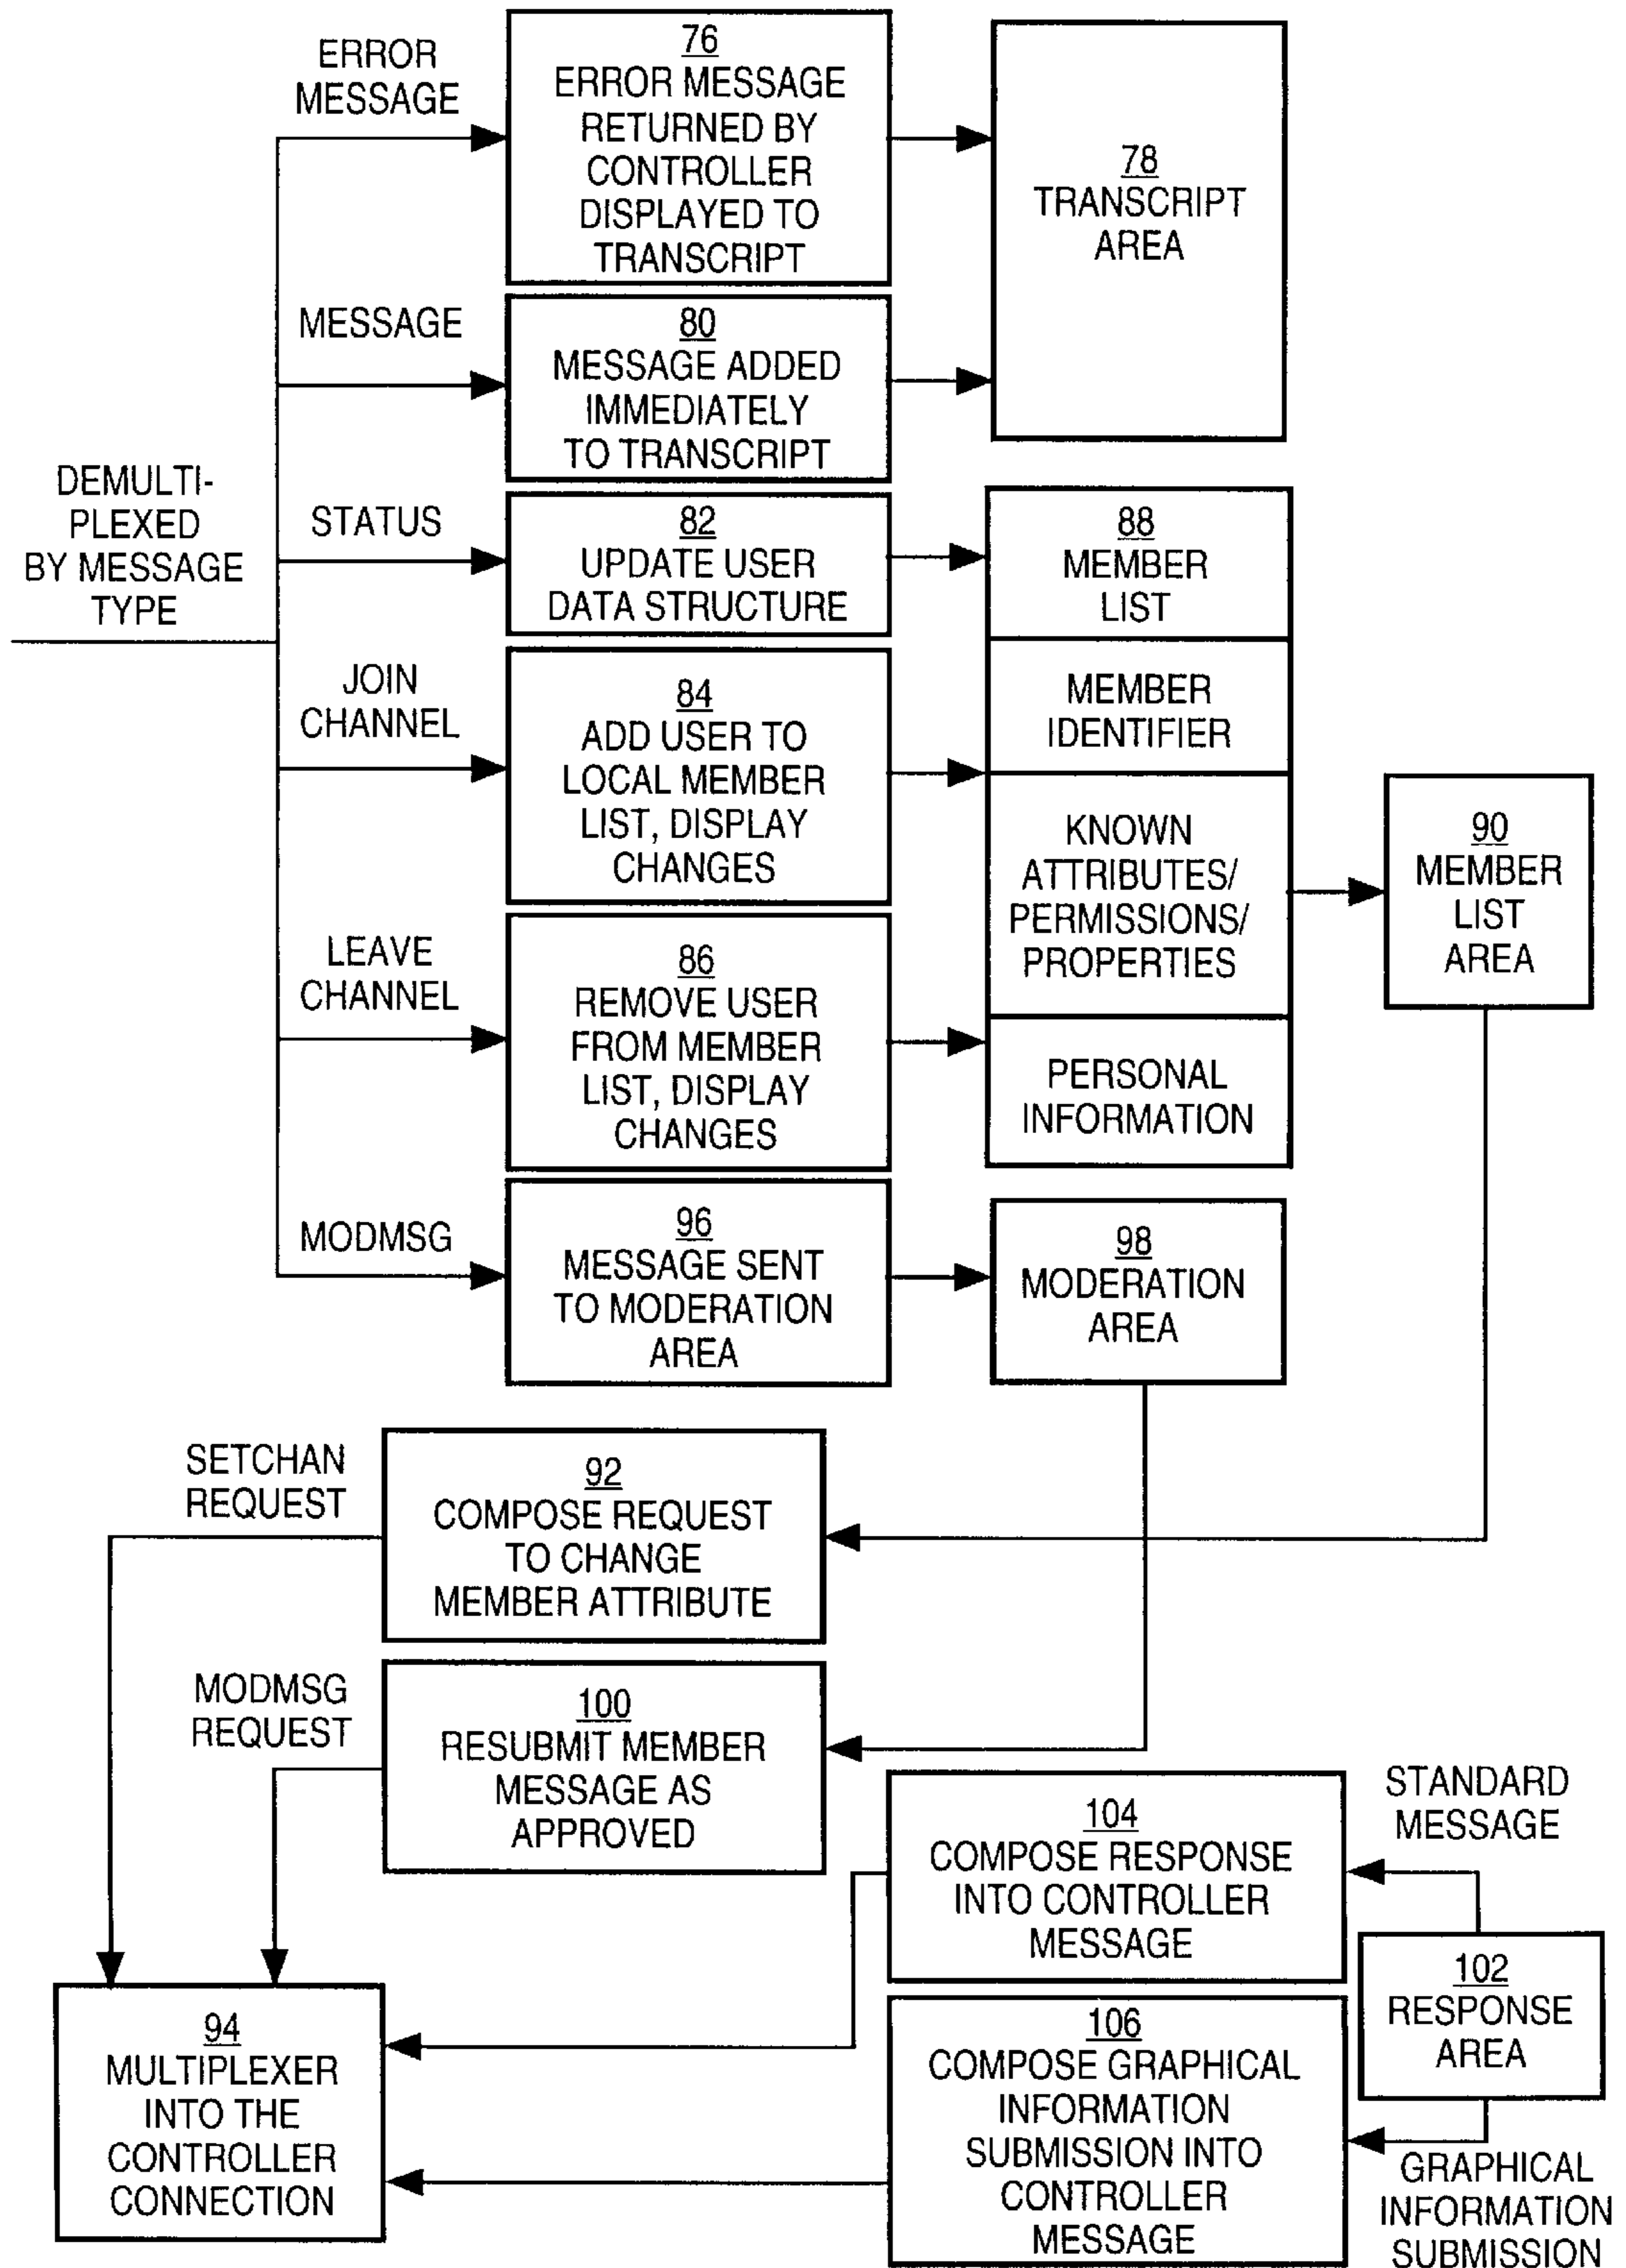 ERROR
MESSAGE
76
ERROR MESSAGE
RETURNED BY
CONTROLLER
DISPLAYED TO
TRANSCRIPT
78
TRANSCRIPT
AREA
MESSAGE
80
MESSAGE ADDED
IMMEDIATELY
TO TRANSCRIPT
DEMULTI-
PLEXED
BY MESSAGE
TYPE
STATUS
82
UPDATE USER
DATA STRUCTURE
88
MEMBER
LIST
MEMBER
IDENTIFIER
KNOWN
ATTRIBUTES/
PERMISSIONS/
PROPERTIES
PERSONAL
INFORMATION
JOIN
CHANNEL
84
ADD USER TO
LOCAL MEMBER
LIST, DISPLAY
CHANGES
90
MEMBER
LIST
AREA
LEAVE
CHANNEL
86
REMOVE USER
FROM MEMBER
LIST, DISPLAY
CHANGES
MODMSG
96
MESSAGE SENT
TO MODERATION
AREA
98
MODERATION
AREA
SETCHAN
REQUEST
92
COMPOSE REQUEST
TO CHANGE
MEMBER ATTRIBUTE
MODMSG
REQUEST
100
RESUBMIT MEMBER
MESSAGE AS
APPROVED
104
COMPOSE RESPONSE
INTO CONTROLLER
MESSAGE
STANDARD
MESSAGE
102
RESPONSE
AREA
94
MULTIPLEXER
INTO THE
CONTROLLER
CONNECTION
106
COMPOSE GRAPHICAL
INFORMATION
SUBMISSION INTO
CONTROLLER
MESSAGE
GRAPHICAL
INFORMATION
SUBMISSION